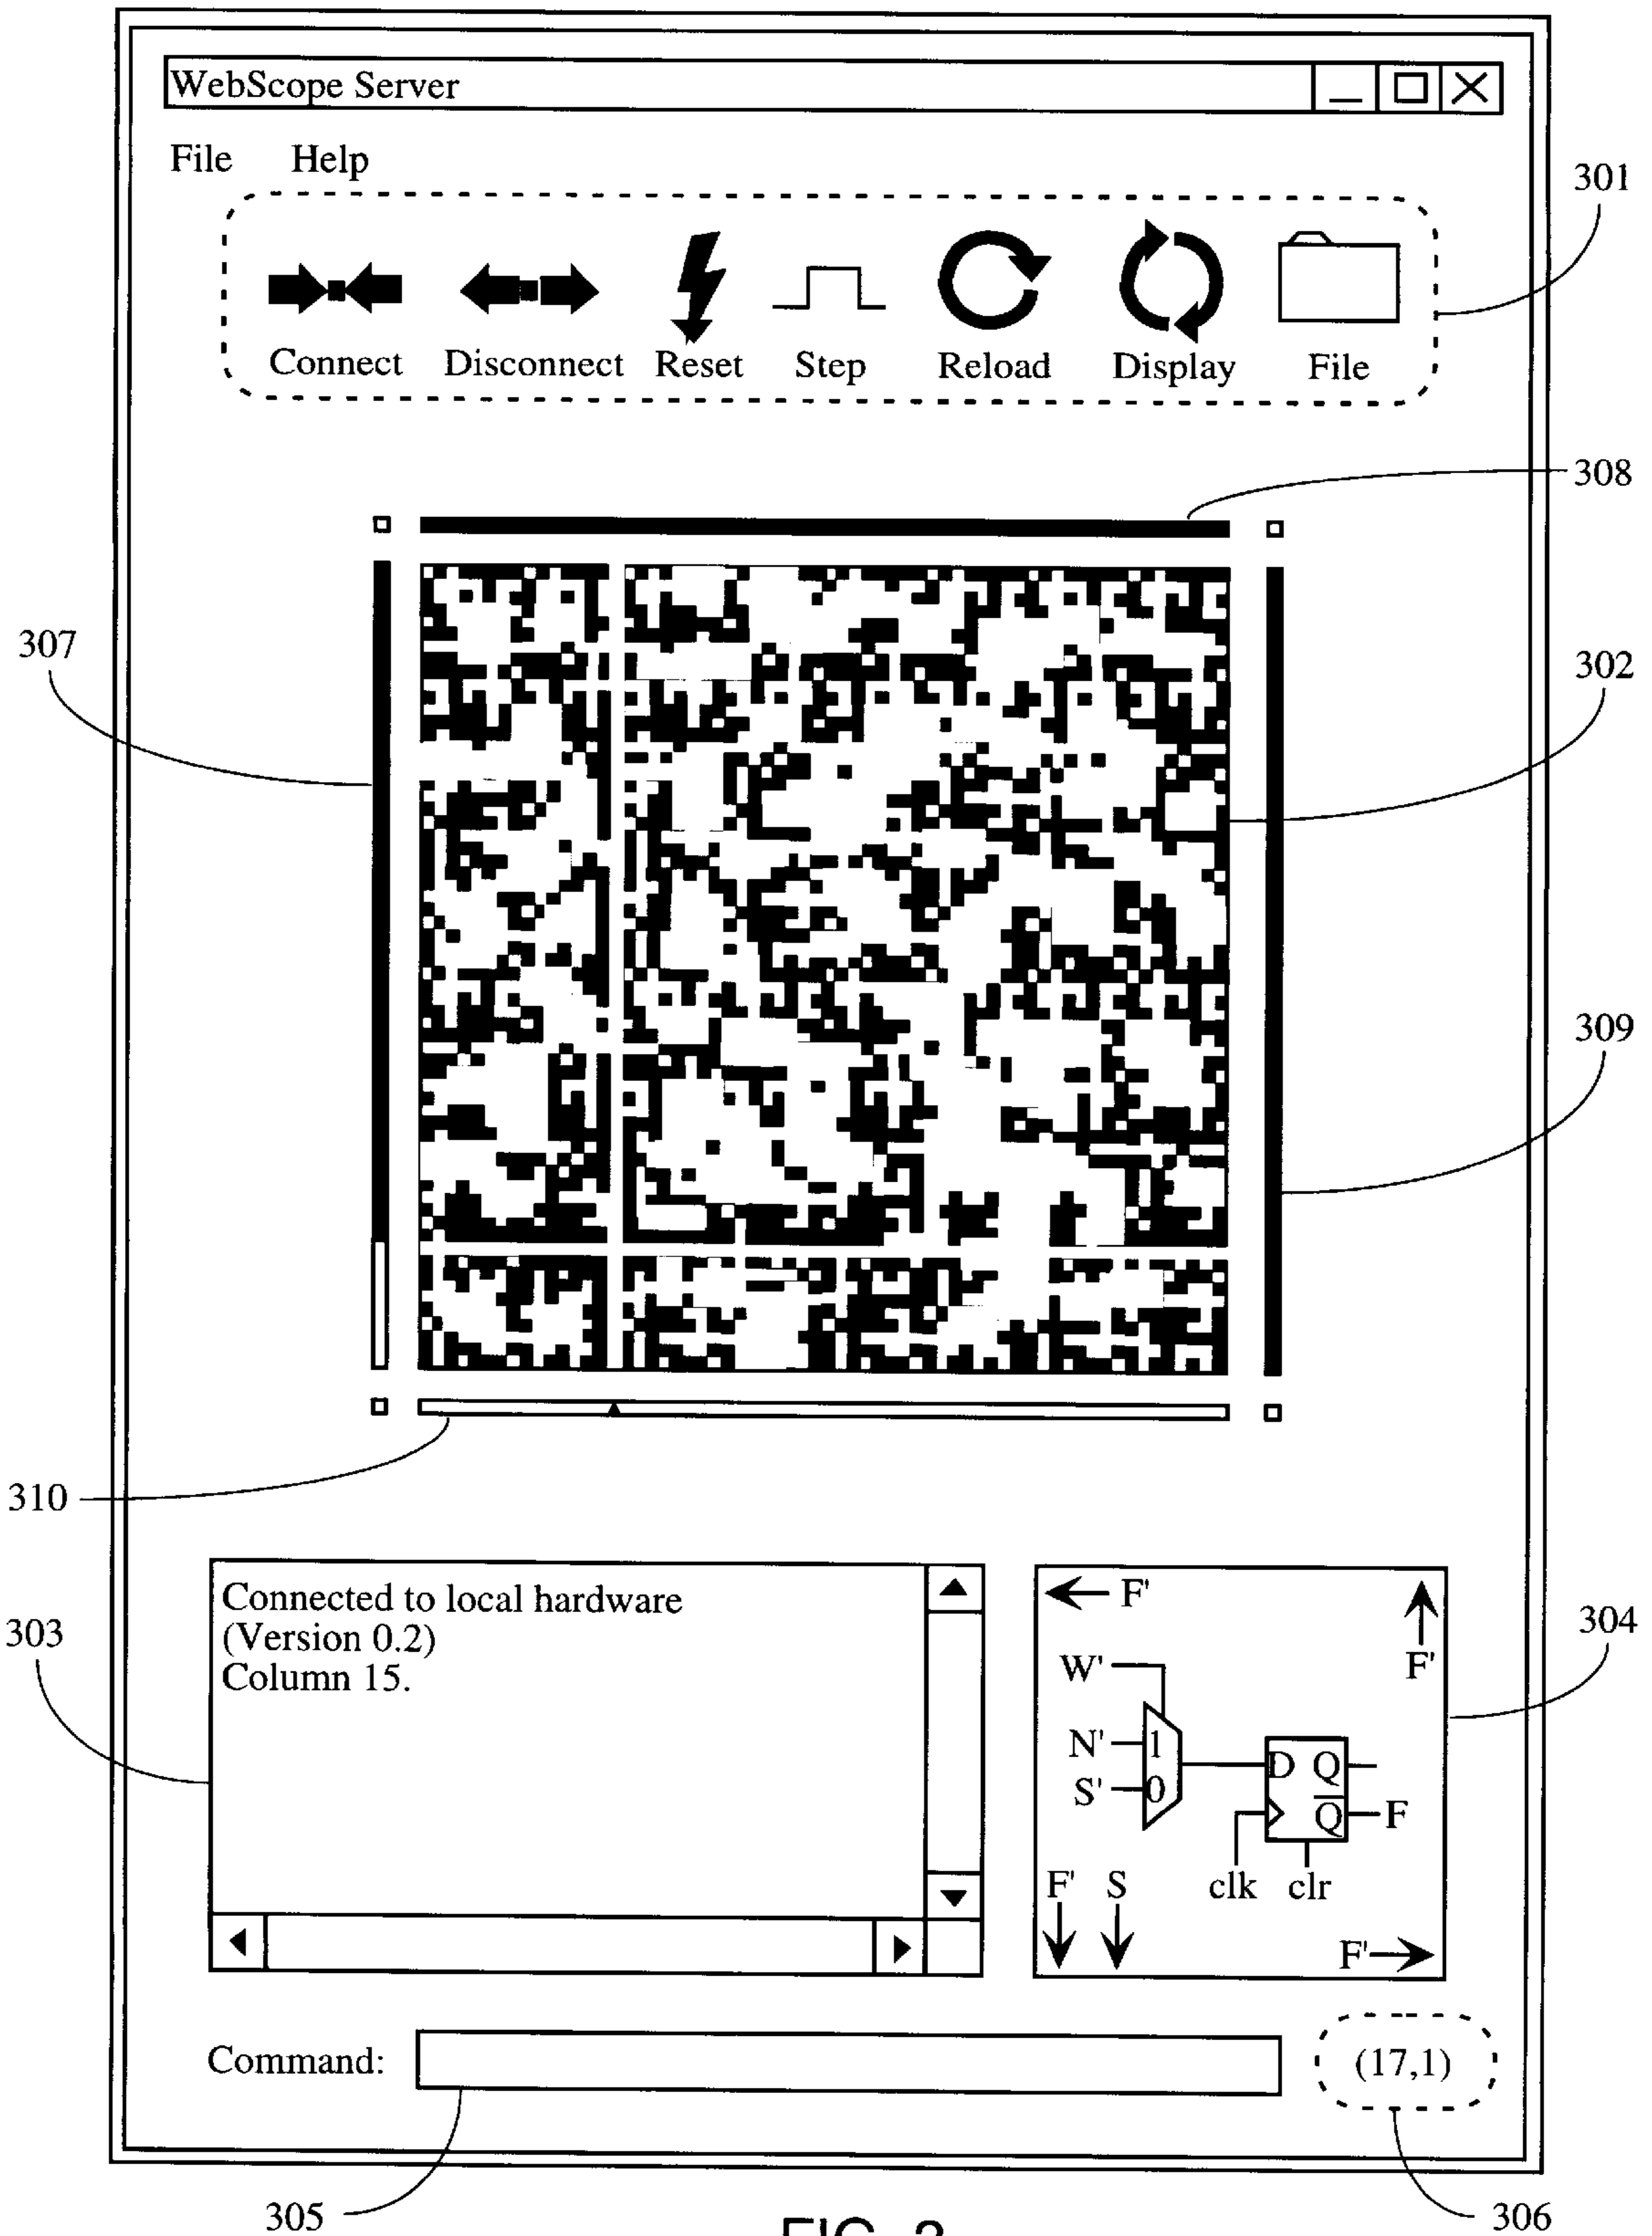 WebScope Server
File Help
301
Connect Disconnect Reset Step Reload Display File
308
307
302
309
310
Connected to local hardware
(Version 0.2)
Column 15.
303
F'
F'
304
W'
N' 1
S' 0
D Q
Q F
clk clr
F' S
F'
Command:
(17,1)
305
306